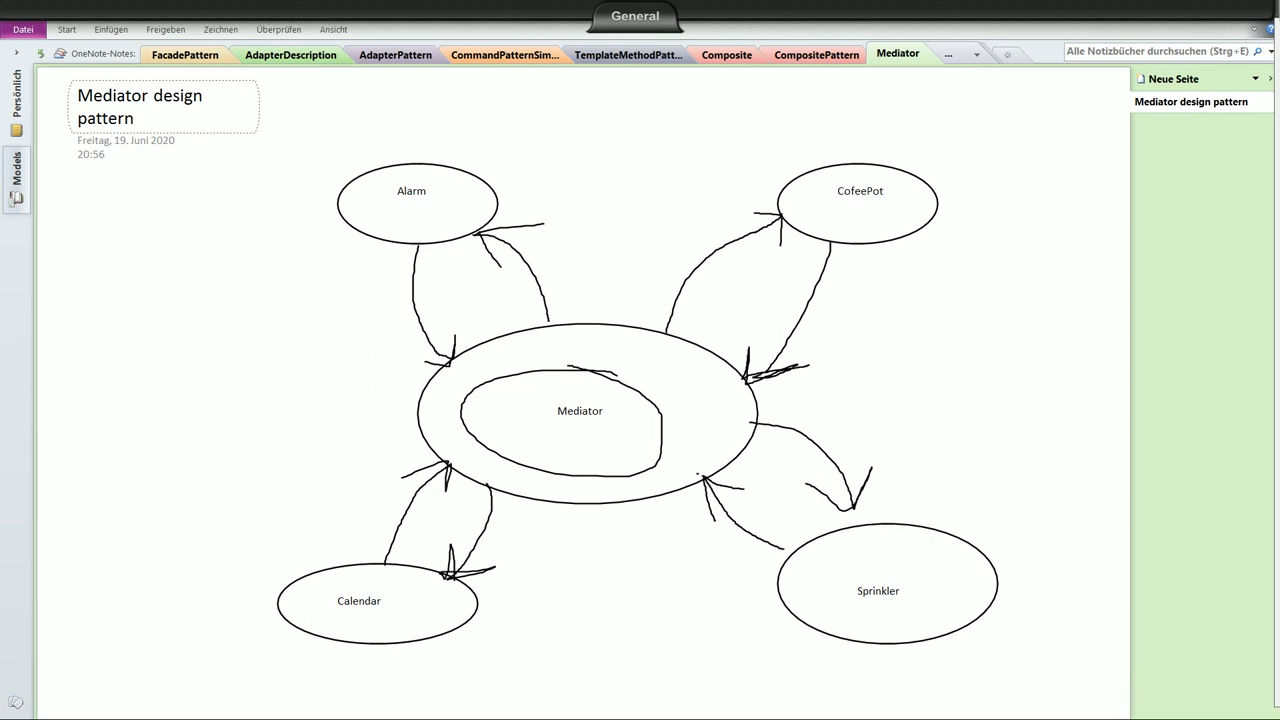 General
Datei Start Einfügen Freigeben Zeichnen Überprüfen Ansicht
OneNote-Notes: FacadePattern AdapterDescription AdapterPattern CommandPatternSim... TemplateMethodPatt... Composite CompositePattern Mediator ... Alle Notizbücher durchsuchen (Strg+E)
Persönlich
Models
Neue Seite
Mediator design pattern
Mediator design
pattern
Freitag, 19. Juni 2020
20:56
Alarm
CofeePot
Mediator
Calendar
Sprinkler